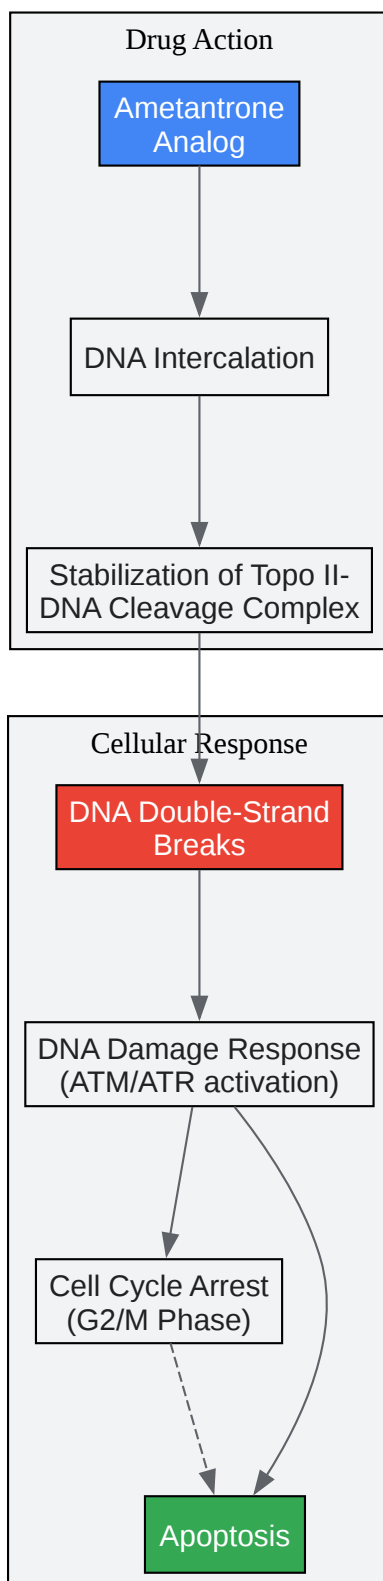 Drug Action
Ametantrone
Analog
DNA Intercalation
Stabilization of Topo II-
DNA Cleavage Complex
Cellular Response
DNA Double-Strand
Breaks
DNA Damage Response
(ATM/ATR activation)
Cell Cycle Arrest
(G2/M Phase)
Apoptosis